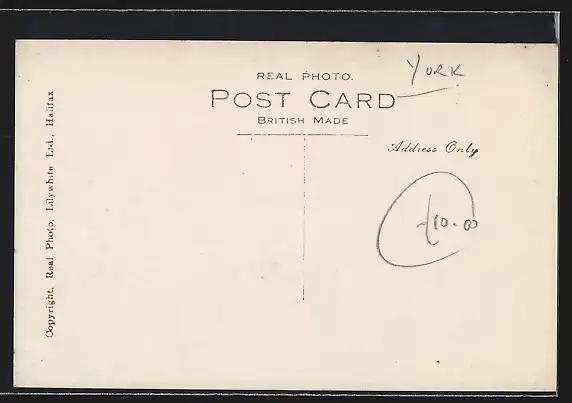 REAL PHOTO.
York
POST CARD
BRITISH MADE
Address Only
£10.00
Copyright, Real Photo, Lilywhite Ltd., Halifax